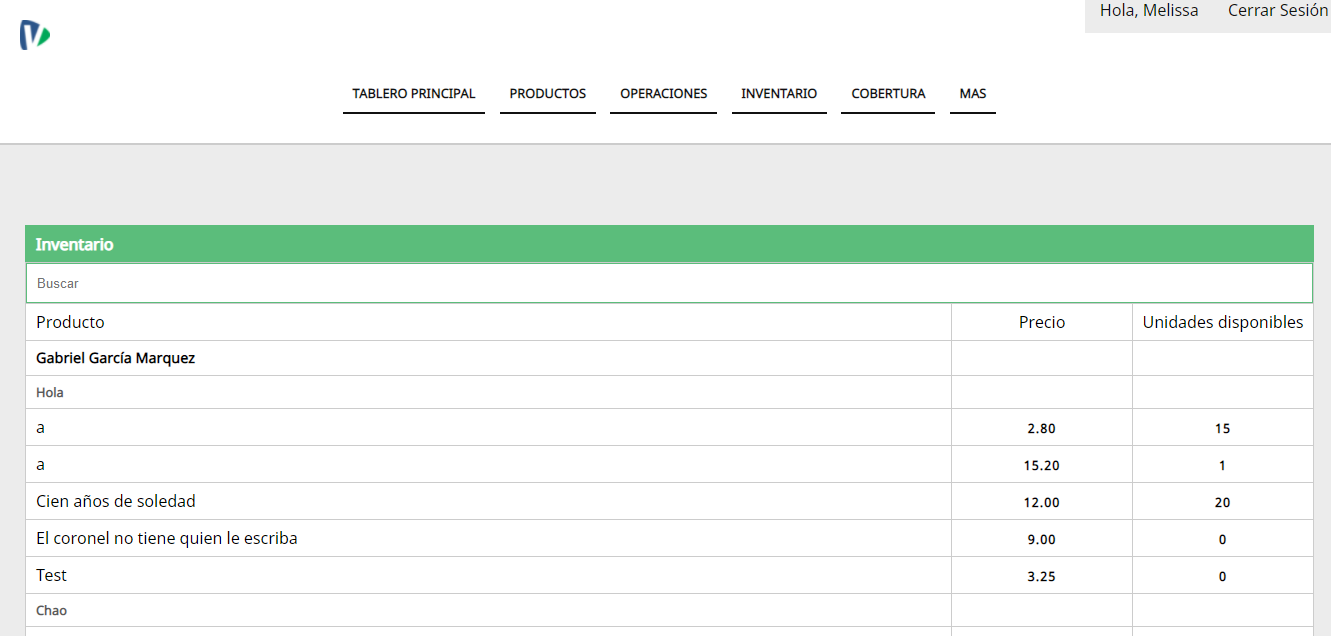 Hola, Melissa Cerrar Sesión
TABLERO PRINCIPAL PRODUCTOS OPERACIONES INVENTARIO COBERTURA MAS
Inventario
Buscar
Producto Precio Unidades disponibles
Gabriel García Marquez
Hola
a 2.80 15
a 15.20 1
Cien años de soledad 12.00 20
El coronel no tiene quien le escriba 9.00 0
Test 3.25 0
Chao